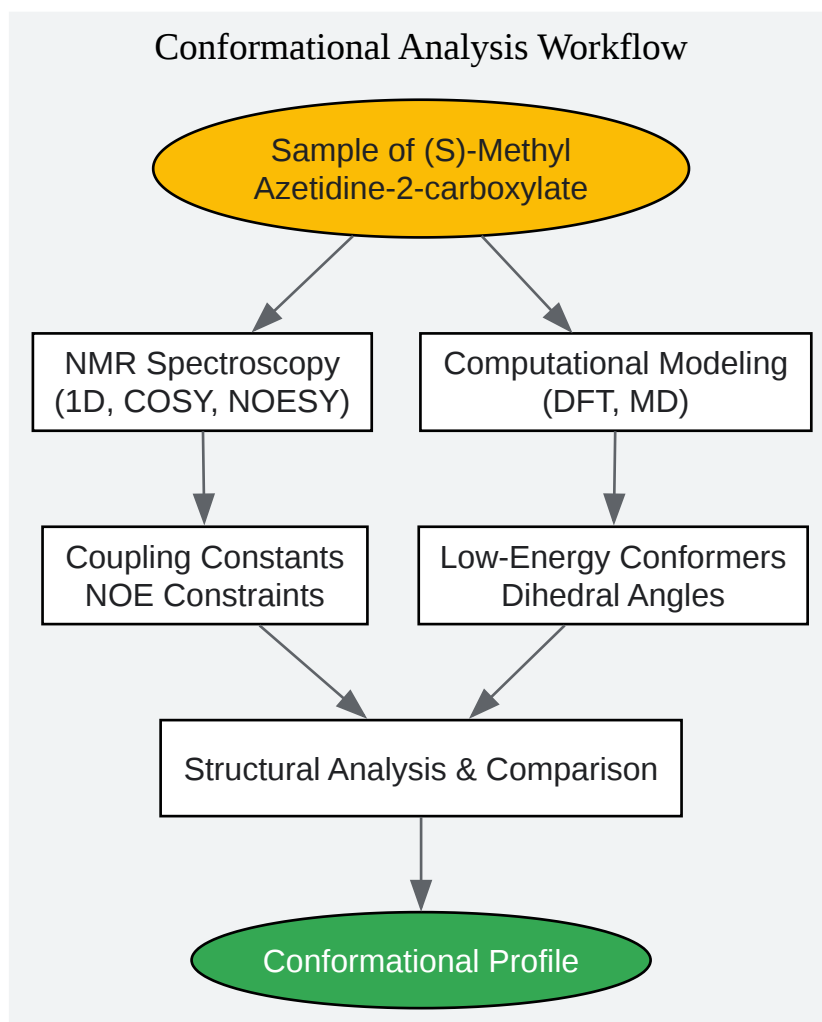 Conformational Analysis Workflow
Sample of (S)-Methyl
Azetidine-2-carboxylate
NMR Spectroscopy
(1D, COSY, NOESY)
Computational Modeling
(DFT, MD)
Coupling Constants
NOE Constraints
Low-Energy Conformers
Dihedral Angles
Structural Analysis & Comparison
Conformational Profile